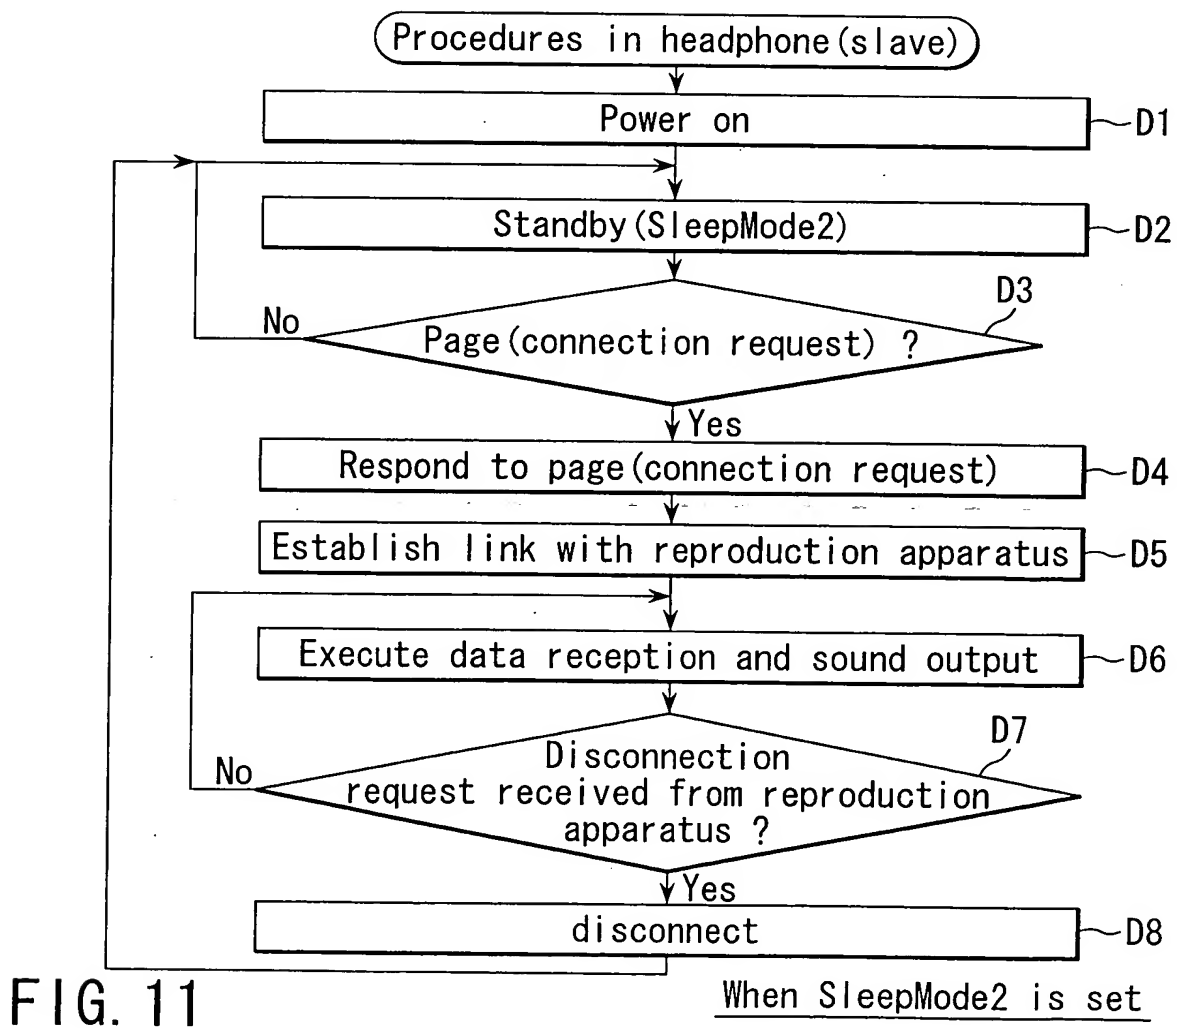 Procedures in headphone(slave)
Power on
D1
Standby(SleepMode2)
D2
D3
No
Page(connection request) ?
Yes
Respond to page(connection request)
D4
Establish link with reproduction apparatus
D5
Execute data reception and sound output
D6
D7
No
Disconnection
request received from reproduction
apparatus ?
Yes
disconnect
D8
FIG. 11
When SleepMode2 is set